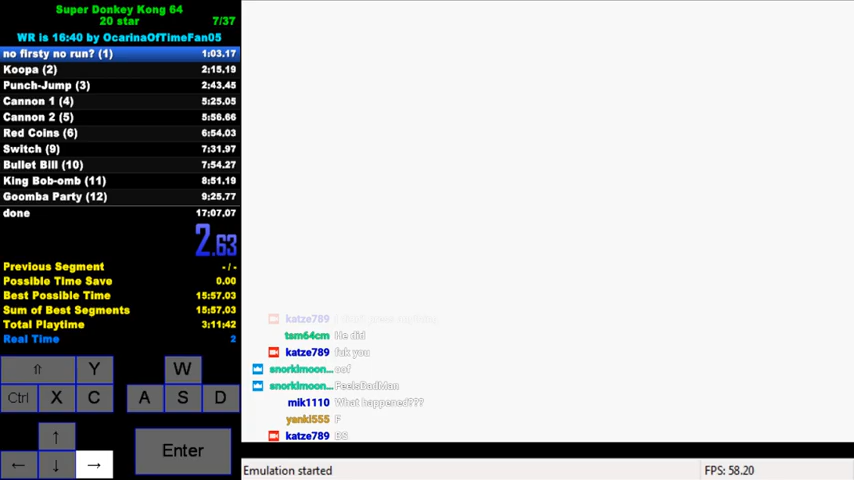 Super Donkey Kong 64
20 star 7/37
WR is 16:40 by OcarinaOfTimeFan05
no firsty no run? (1) 1:03.17
Koopa (2) 2:15.19
Punch-Jump (3) 2:43.45
Cannon 1 (4) 5:25.05
Cannon 2 (5) 5:56.66
Red Coins (6) 6:54.03
Switch (9) 7:31.97
Bullet Bill (10) 7:54.27
King Bob-omb (11) 8:51.19
Goomba Party (12) 9:25.77
done 17:07.07
2.63
Previous Segment -/-
Possible Time Save 0.00
Best Possible Time 15:57.03
Sum of Best Segments 15:57.03
Total Playtime 3:11:42
Real Time 2
⇧ Y W
Ctrl X C A S D
↑ Enter
← ↓ →
katze789
tsm64cm He did
katze789 fuk you
snorklmoon... oof
snorklmoon... FeelsBadMan
mik1110 What happened???
yanki555 F
katze789 BS
Emulation started FPS: 58.20